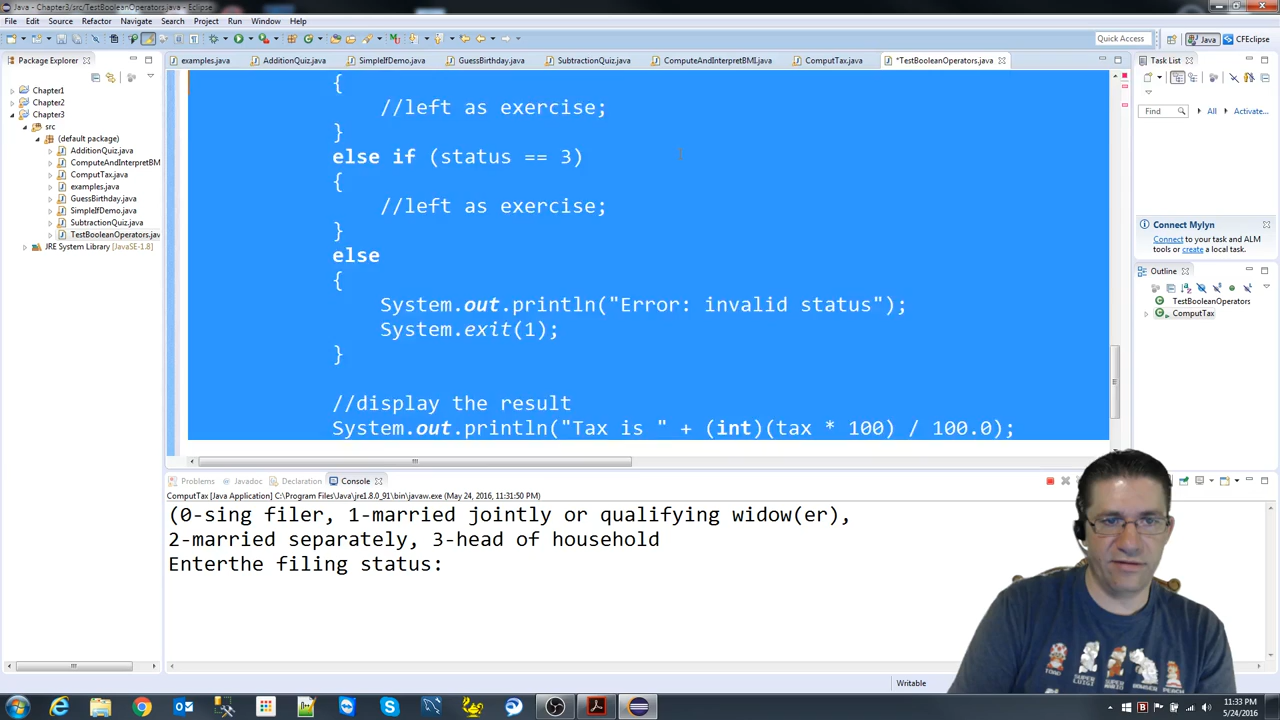 Java - Chapter3/src/TestBooleanOperators.java - Eclipse
File Edit Source Refactor Navigate Search Project Run Window Help
Quick Access
Java
CFEclipse
Package Explorer
examples.java
AdditionQuiz.java
SimpleIfDemo.java
GuessBirthday.java
SubtractionQuiz.java
ComputeAndInterpretBMI.java
ComputTax.java
*TestBooleanOperators.java
Task List
Chapter1
Chapter2
Chapter3
src
(default package)
AdditionQuiz.java
ComputeAndInterpretBM
ComputTax.java
examples.java
GuessBirthday.java
SimpleIfDemo.java
SubtractionQuiz.java
TestBooleanOperators.jav
JRE System Library [JavaSE-1.8]
{
//left as exercise;
}
else if (status == 3)
{
//left as exercise;
}
else
{
System.out.println("Error: invalid status");
System.exit(1);
}
//display the result
System.out.println("Tax is " + (int)(tax * 100) / 100.0);
Find
All
Activate...
Connect Mylyn
Connect to your task and ALM
tools or create a local task.
Outline
TestBooleanOperators
ComputTax
Problems
Javadoc
Declaration
Console
ComputTax [Java Application] C:\Program Files\Java\jre1.8.0_91\bin\javaw.exe (May 24, 2016, 11:31:50 PM)
(0-sing filer, 1-married jointly or qualifying widow(er),
2-married separately, 3-head of household
Enterthe filing status:
TOAD
SUPER LUIGI
SUPER MARIO
BOWSER
PEACH
Writable
11:33 PM
5/24/2016